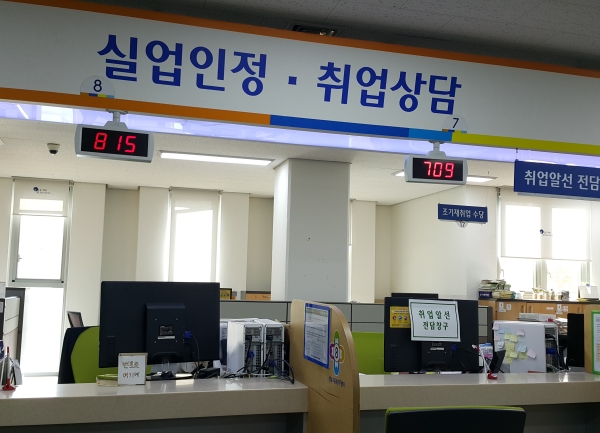 실업인정 · 취업상담
8
7
815
709
취업알선 전담
조기재취업 수당
취업알선
전담창구
8